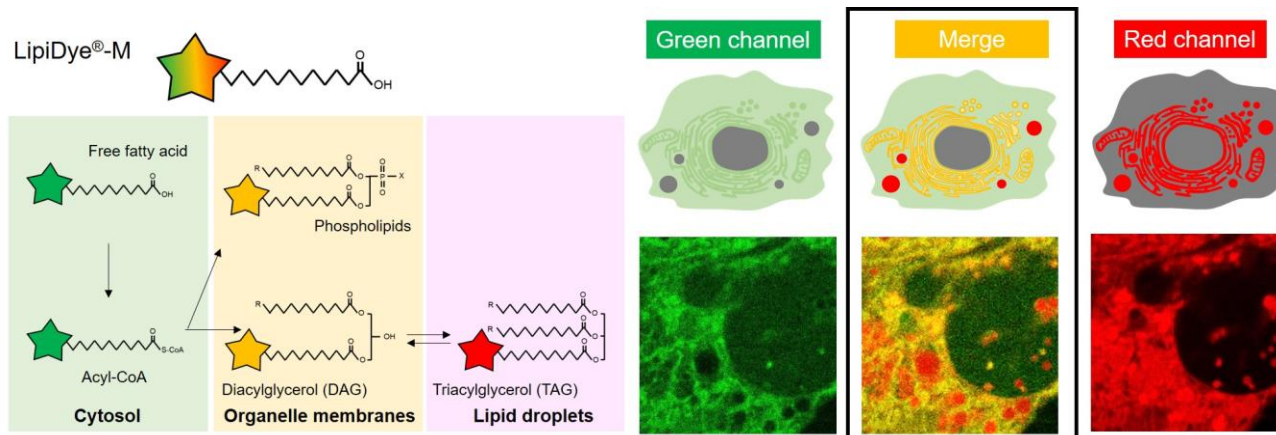 LipiDye®-M
OH
Free fatty acid
O
OH
O
S-CoA
Acyl-CoA
Cytosol
R
O
O
O
P
X
O
O
O
Phospholipids
R
O
O
OH
O
O
Diacylglycerol (DAG)
Organelle membranes
R
O
O
R
O
O
O
O
Triacylglycerol (TAG)
Lipid droplets
Green channel
Merge
Red channel